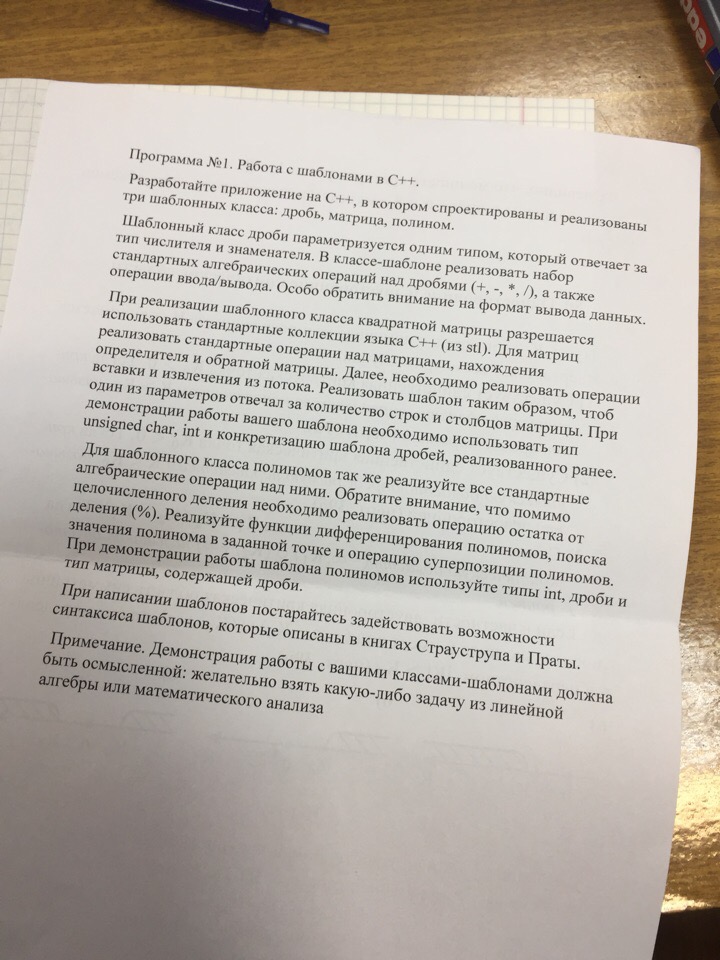 Программа №1. Работа с шаблонами в С++.
Разработайте приложение на С++, в котором спроектированы и реализованы
три шаблонных класса: дробь, матрица, полином.
Шаблонный класс дроби параметризуется одним типом, который отвечает за
тип числителя и знаменателя. В классе-шаблоне реализовать набор
стандартных алгебраических операций над дробями (+, -, *, /), а также
операции ввода/вывода. Особо обратить внимание на формат вывода данных.
При реализации шаблонного класса квадратной матрицы разрешается
использовать стандартные коллекции языка С++ (из stl). Для матриц
реализовать стандартные операции над матрицами, нахождения
определителя и обратной матрицы. Далее, необходимо реализовать операции
вставки и извлечения из потока. Реализовать шаблон таким образом, чтоб
один из параметров отвечал за количество строк и столбцов матрицы. При
демонстрации работы вашего шаблона необходимо использовать тип
unsigned char, int и конкретизацию шаблона дробей, реализованного ранее.
Для шаблонного класса полиномов так же реализуйте все стандартные
алгебраические операции над ними. Обратите внимание, что помимо
целочисленного деления необходимо реализовать операцию остатка от
деления (%). Реализуйте функции дифференцирования полиномов, поиска
значения полинома в заданной точке и операцию суперпозиции полиномов.
При демонстрации работы шаблона полиномов используйте типы int, дроби и
тип матрицы, содержащей дроби.
При написании шаблонов постарайтесь задействовать возможности
синтаксиса шаблонов, которые описаны в книгах Страуструпа и Праты.
Примечание. Демонстрация работы с вашими классами-шаблонами должна
быть осмысленной: желательно взять какую-либо задачу из линейной
алгебры или математического анализа